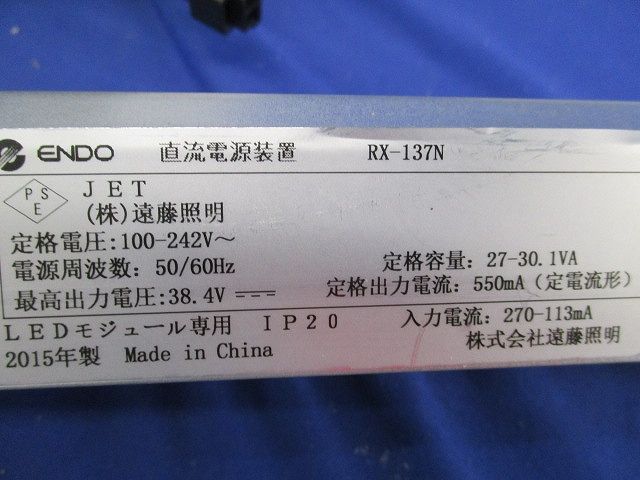 ENDO 直流電源装置 RX-137N
PSE JET
(株)遠藤照明
定格電圧:100-242V～
電源周波数: 50/60Hz 定格容量: 27-30.1VA
最高出力電圧:38.4V⎓ 定格出力電流: 550mA (定電流形)
LEDモジュール専用 IP20 入力電流: 270-113mA
2015年製 Made in China 株式会社遠藤照明